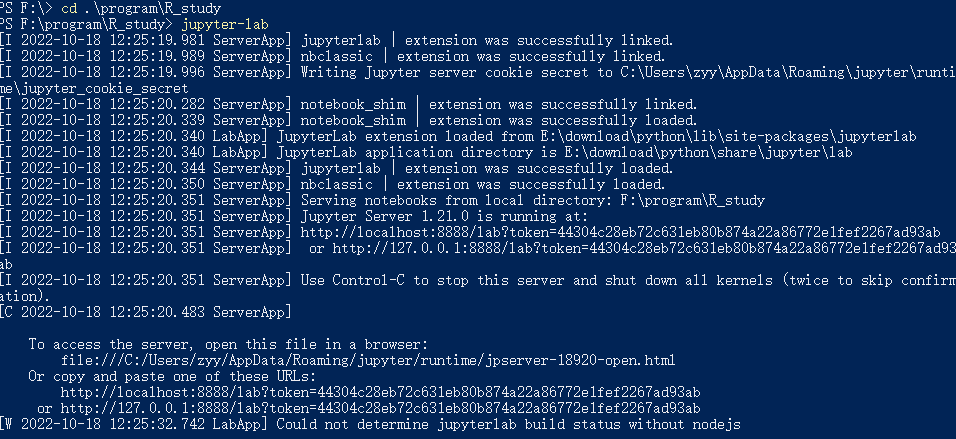 PS F:\> cd .\program\R_study
PS F:\program\R_study> jupyter-lab
[I 2022-10-18 12:25:19.981 ServerApp] jupyterlab | extension was successfully linked.
[I 2022-10-18 12:25:19.989 ServerApp] nbclassic | extension was successfully linked.
[I 2022-10-18 12:25:19.996 ServerApp] Writing Jupyter server cookie secret to C:\Users\zyy\AppData\Roaming\jupyter\runti
me\jupyter_cookie_secret
[I 2022-10-18 12:25:20.282 ServerApp] notebook_shim | extension was successfully linked.
[I 2022-10-18 12:25:20.339 ServerApp] notebook_shim | extension was successfully loaded.
[I 2022-10-18 12:25:20.340 LabApp] JupyterLab extension loaded from E:\download\python\lib\site-packages\jupyterlab
[I 2022-10-18 12:25:20.340 LabApp] JupyterLab application directory is E:\download\python\share\jupyter\lab
[I 2022-10-18 12:25:20.344 ServerApp] jupyterlab | extension was successfully loaded.
[I 2022-10-18 12:25:20.350 ServerApp] nbclassic | extension was successfully loaded.
[I 2022-10-18 12:25:20.351 ServerApp] Serving notebooks from local directory: F:\program\R_study
[I 2022-10-18 12:25:20.351 ServerApp] Jupyter Server 1.21.0 is running at:
[I 2022-10-18 12:25:20.351 ServerApp] http://localhost:8888/lab?token=44304c28eb72c631eb80b874a22a86772e1fef2267ad93ab
[I 2022-10-18 12:25:20.351 ServerApp]  or http://127.0.0.1:8888/lab?token=44304c28eb72c631eb80b874a22a86772e1fef2267ad93
ab
[I 2022-10-18 12:25:20.351 ServerApp] Use Control-C to stop this server and shut down all kernels (twice to skip confirm
ation).
[C 2022-10-18 12:25:20.483 ServerApp]
To access the server, open this file in a browser:
file:///C:/Users/zyy/AppData/Roaming/jupyter/runtime/jpserver-18920-open.html
Or copy and paste one of these URLs:
http://localhost:8888/lab?token=44304c28eb72c631eb80b874a22a86772e1fef2267ad93ab
or http://127.0.0.1:8888/lab?token=44304c28eb72c631eb80b874a22a86772e1fef2267ad93ab
[W 2022-10-18 12:25:32.742 LabApp] Could not determine jupyterlab build status without nodejs